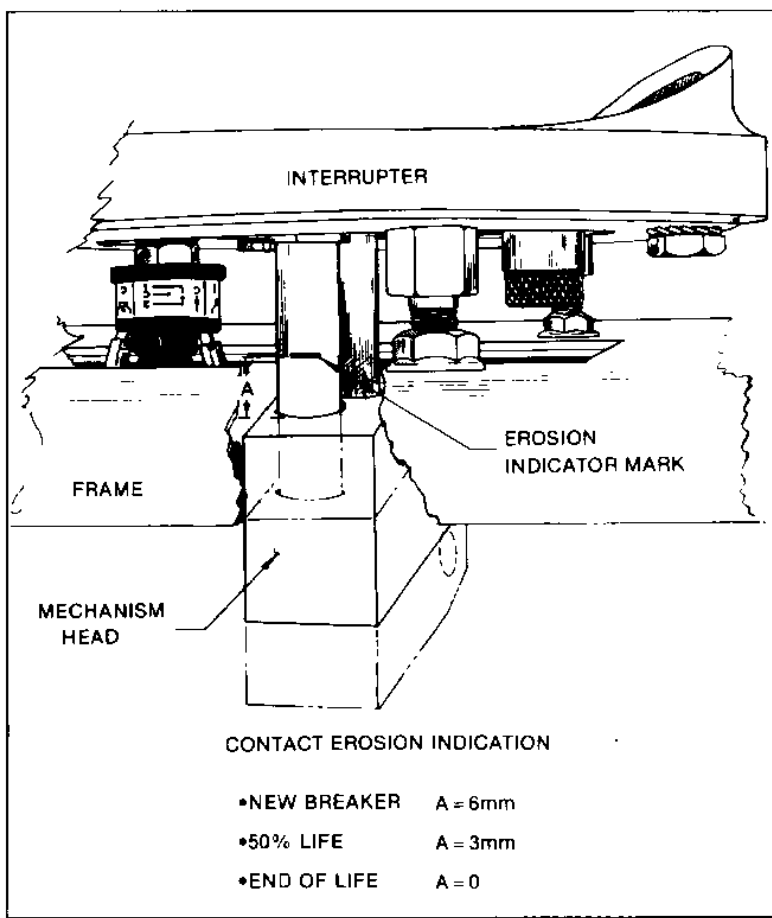 INTERRUPTER
A
EROSION
INDICATOR MARK
FRAME
MECHANISM
HEAD
CONTACT EROSION INDICATION
•NEW BREAKER A = 6mm
•50% LIFE A = 3mm
•END OF LIFE A = 0